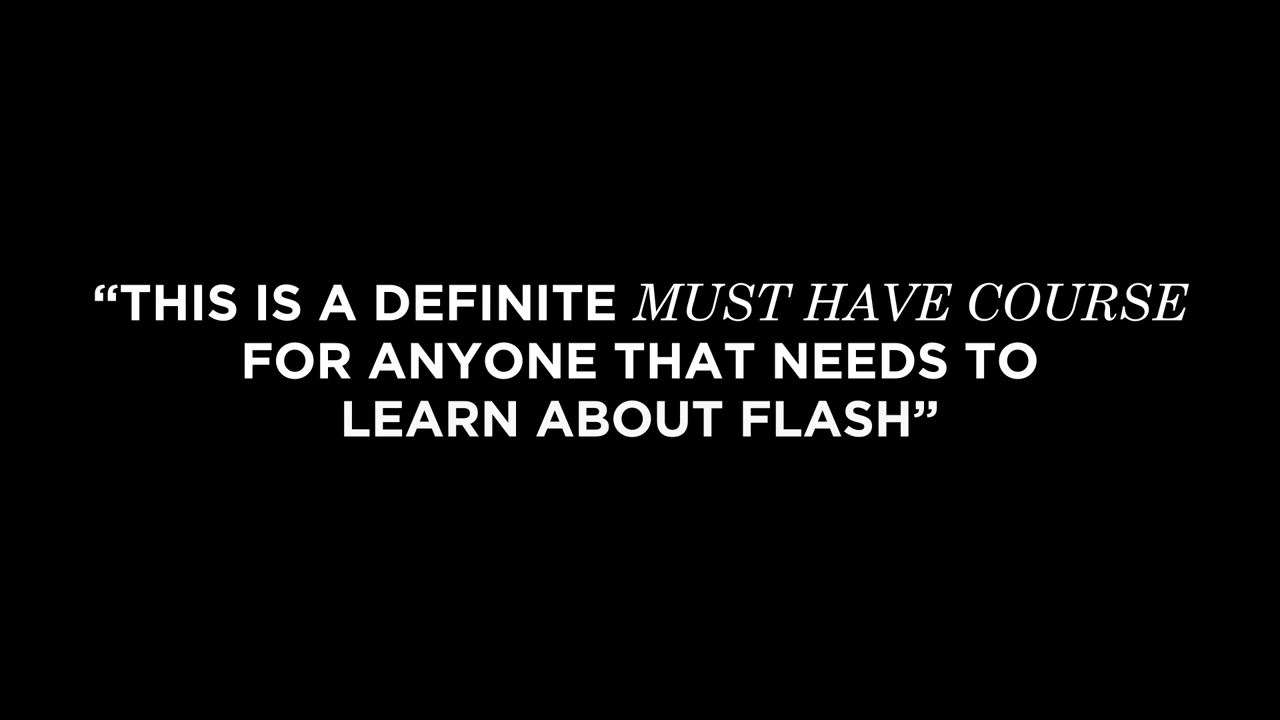 “THIS IS A DEFINITE MUST HAVE COURSE
FOR ANYONE THAT NEEDS TO
LEARN ABOUT FLASH”